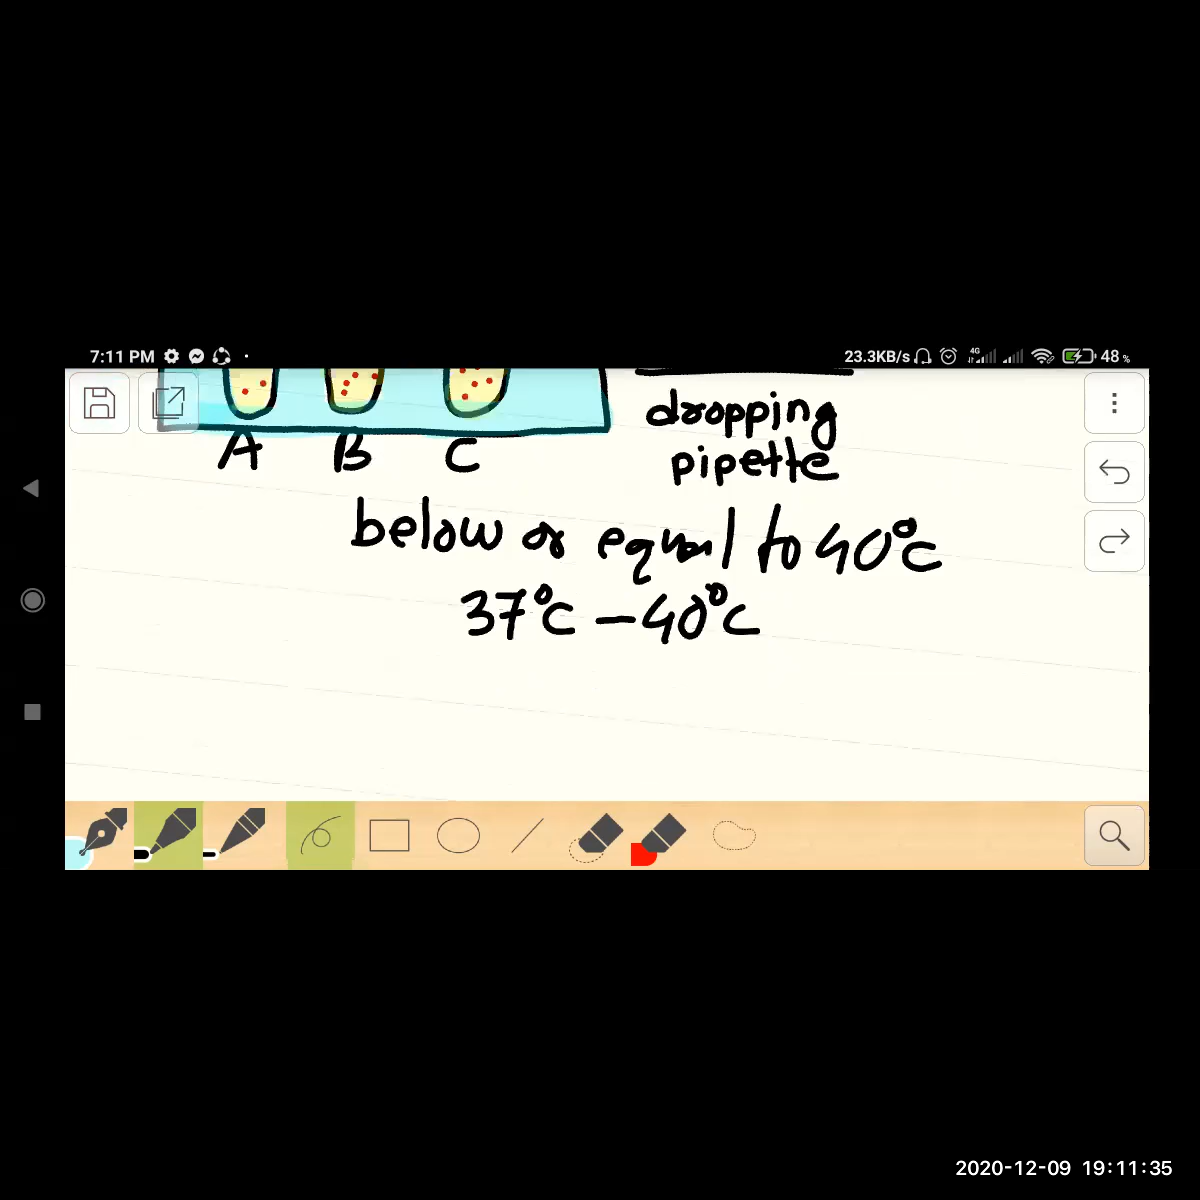 7:11 PM 23.3KB/s 4G 48 %
A B C
dropping
pipette
below or equal to 40°C
37°C – 40°C
2020-12-09 19:11:35